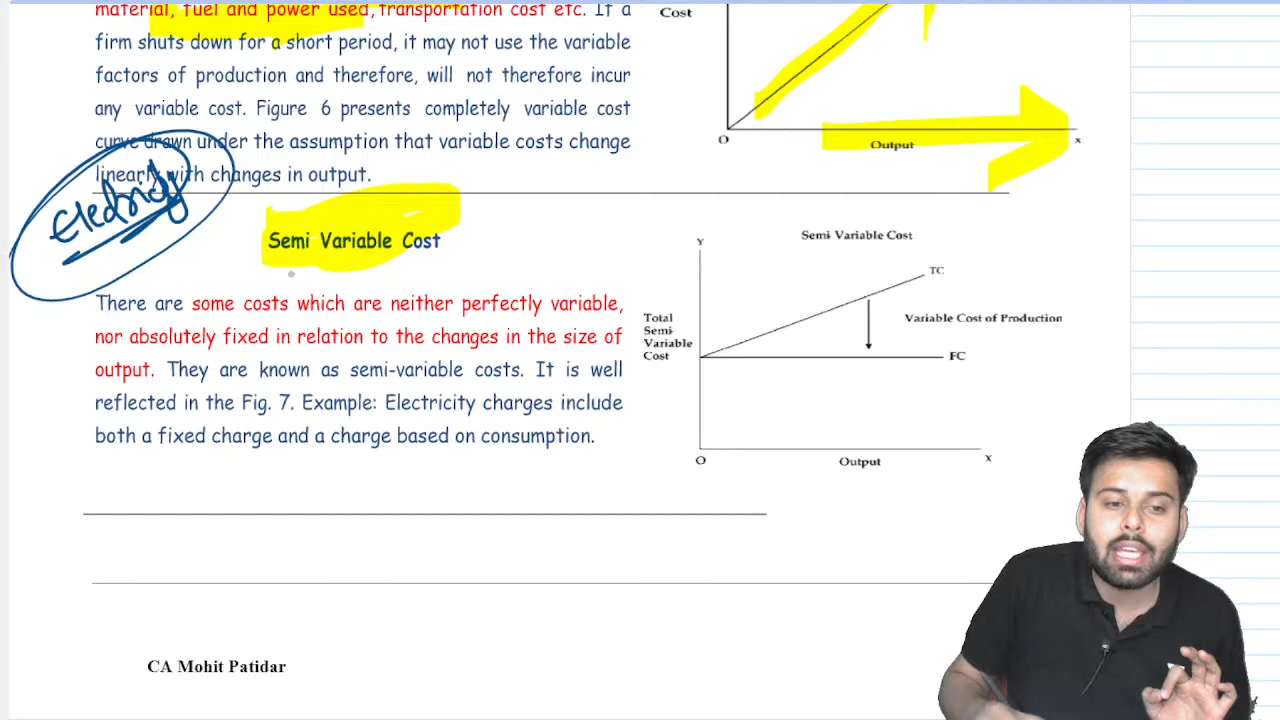 material, fuel and power used, transportation cost etc. If a
firm shuts down for a short period, it may not use the variable
factors of production and therefore, will not therefore incur
any variable cost. Figure 6 presents completely variable cost
curve drawn under the assumption that variable costs change
linearly with changes in output.
Cost
O
Output
x
Electricity
Semi Variable Cost
There are some costs which are neither perfectly variable,
nor absolutely fixed in relation to the changes in the size of
output. They are known as semi-variable costs. It is well
reflected in the Fig. 7. Example: Electricity charges include
both a fixed charge and a charge based on consumption.
Semi-Variable Cost
Y
TC
Total
Semi-
Variable
Cost
Variable Cost of Production
FC
O
Output
x
CA Mohit Patidar